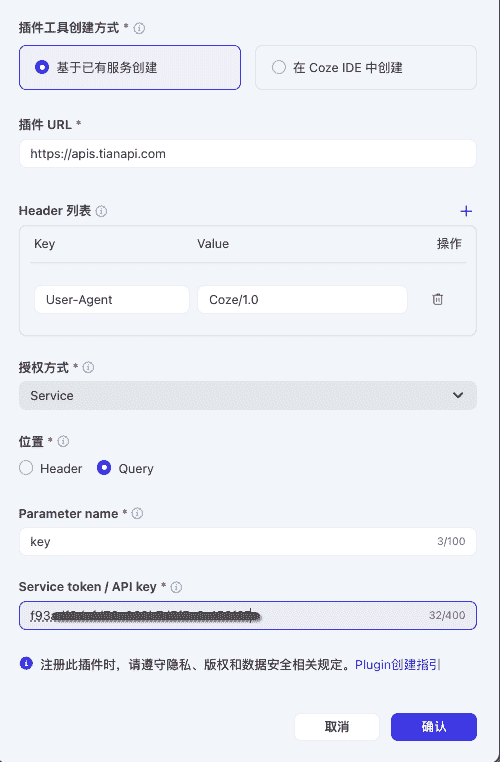 插件工具创建方式 *
基于已有服务创建
在 Coze IDE 中创建
插件 URL *
https://apis.tianapi.com
Header 列表
Key Value 操作
User-Agent Coze/1.0
授权方式 *
Service
位置 *
Header Query
Parameter name *
key 3/100
Service token / API key *
f93 32/400
注册此插件时，请遵守隐私、版权和数据安全相关规定。Plugin创建指引
取消 确认